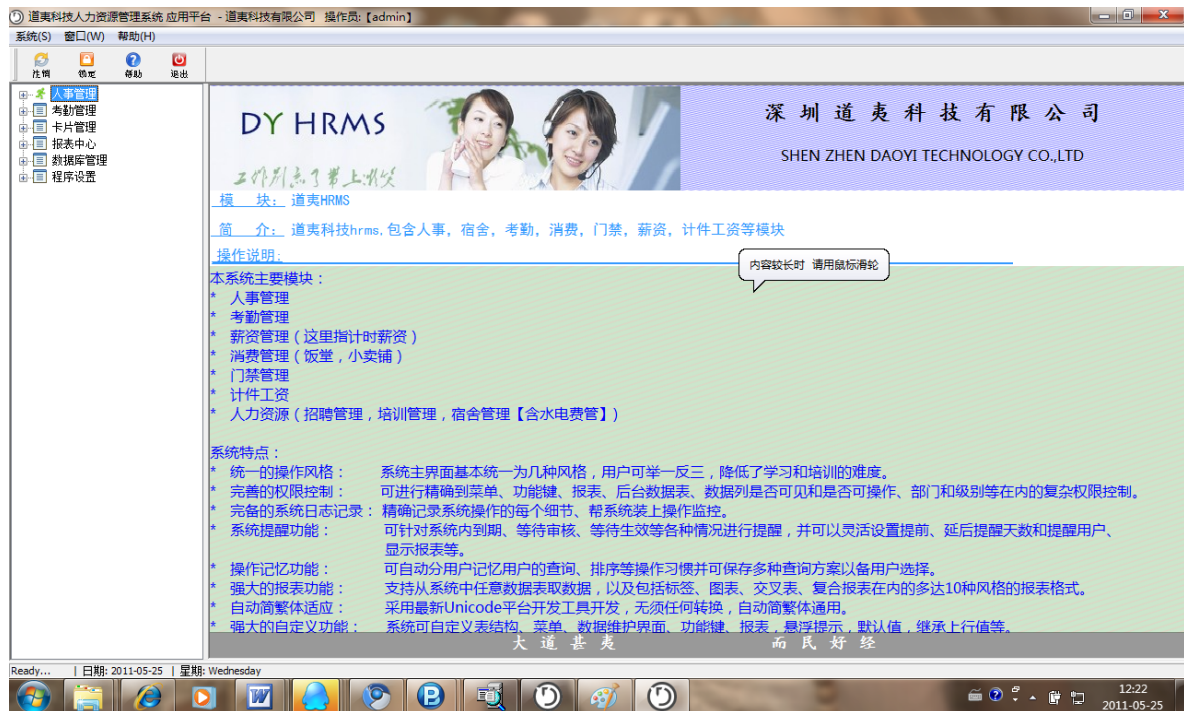 道夷科技人力资源管理系统 应用平台 - 道夷科技有限公司 操作员:【admin】
系统(S) 窗口(W) 帮助(H)
注销 锁定 帮助 退出
人事管理
考勤管理
卡片管理
报表中心
数据库管理
程序设置
DY HRMS
工作别忘了带上微笑
深圳道夷科技有限公司
SHEN ZHEN DAOYI TECHNOLOGY CO.,LTD
模 块: 道夷HRMS
简 介: 道夷科技hrms.包含人事, 宿舍, 考勤, 消费, 门禁, 薪资, 计件工资等模块
操作说明:
内容较长时 请用鼠标滑轮
本系统主要模块:
* 人事管理
* 考勤管理
* 薪资管理(这里指计时薪资)
* 消费管理(饭堂,小卖铺)
* 门禁管理
* 计件工资
* 人力资源(招聘管理,培训管理,宿舍管理【含水电费管】)
系统特点:
* 统一的操作风格: 系统主界面基本统一为几种风格,用户可举一反三,降低了学习和培训的难度。
* 完善的权限控制: 可进行精确到菜单、功能键、报表、后台数据表、数据列是否可见和是否可操作、部门和级别等在内的复杂权限控制。
* 完备的系统日志记录: 精确记录系统操作的每个细节、帮系统装上操作监控。
* 系统提醒功能: 可针对系统内到期、等待审核、等待生效等各种情况进行提醒,并可以灵活设置提前、延后提醒天数和提醒用户、
显示报表等。
* 操作记忆功能: 可自动分用户记忆用户的查询、排序等操作习惯并可保存多种查询方案以备用户选择。
* 强大的报表功能: 支持从系统中任意数据表取数据,以及包括标签、图表、交叉表、复合报表在内的多达10种风格的报表格式。
* 自动简繁体适应: 采用最新Unicode平台开发工具开发,无须任何转换,自动简繁体通用。
* 强大的自定义功能: 系统可自定义表结构、菜单、数据维护界面、功能键、报表,悬浮提示,默认值,继承上行值等。
大道甚夷 而民好经
Ready... | 日期: 2011-05-25 | 星期: Wednesday
12:22
2011-05-25